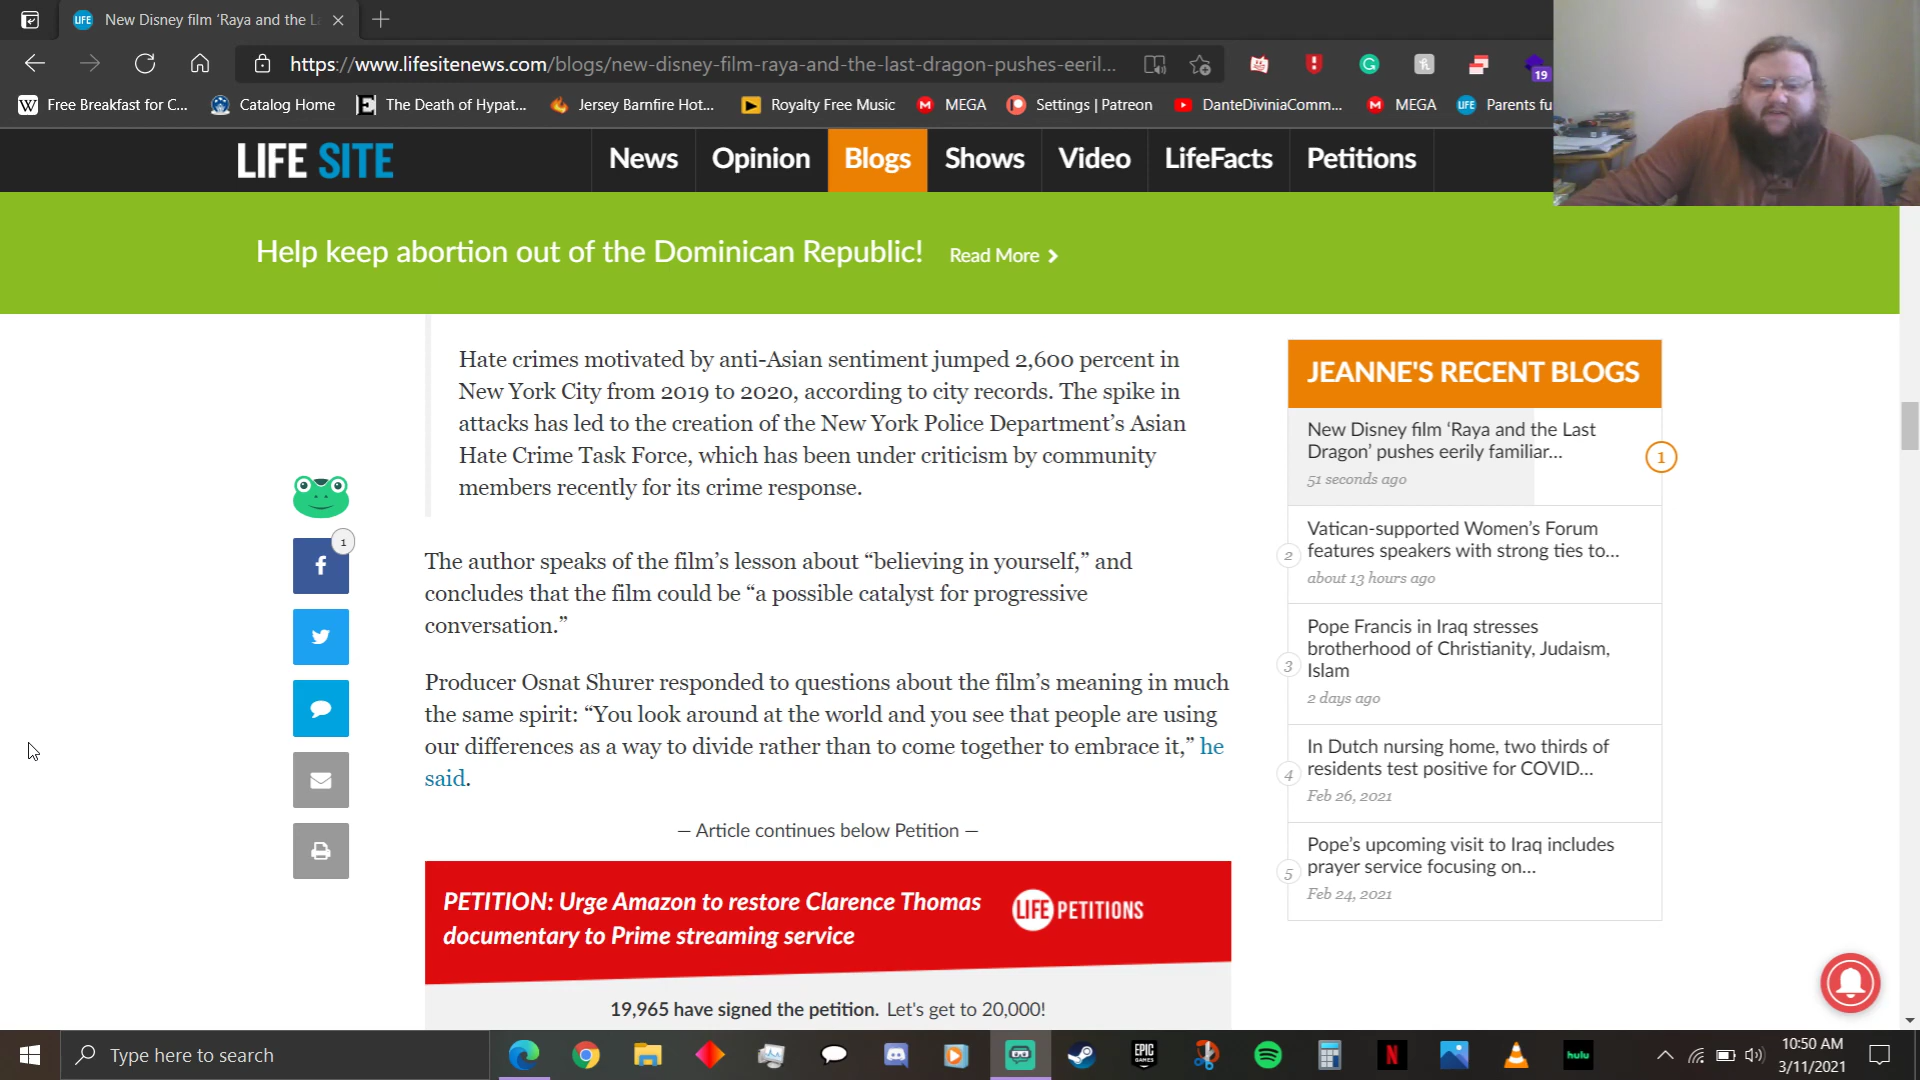 New Disney film ‘Raya and the L
https://www.lifesitenews.com/blogs/new-disney-film-raya-and-the-last-dragon-pushes-eeril...
19
Free Breakfast for C...
Catalog Home
The Death of Hypat...
Jersey Barnfire Hot...
Royalty Free Music
MEGA
Settings | Patreon
DanteDiviniaComm...
MEGA
Parents fu
LIFE SITE
News
Opinion
Blogs
Shows
Video
LifeFacts
Petitions
Help keep abortion out of the Dominican Republic! Read More
Hate crimes motivated by anti-Asian sentiment jumped 2,600 percent in
New York City from 2019 to 2020, according to city records. The spike in
attacks has led to the creation of the New York Police Department’s Asian
Hate Crime Task Force, which has been under criticism by community
members recently for its crime response.
1
The author speaks of the film’s lesson about “believing in yourself,” and
concludes that the film could be “a possible catalyst for progressive
conversation.”
Producer Osnat Shurer responded to questions about the film’s meaning in much
the same spirit: “You look around at the world and you see that people are using
our differences as a way to divide rather than to come together to embrace it,” he
said.
— Article continues below Petition —
PETITION: Urge Amazon to restore Clarence Thomas
documentary to Prime streaming service
LIFE PETITIONS
19,965 have signed the petition. Let's get to 20,000!
JEANNE'S RECENT BLOGS
New Disney film ‘Raya and the Last
Dragon’ pushes eerily familiar...
51 seconds ago
1
Vatican-supported Women’s Forum
features speakers with strong ties to...
about 13 hours ago
2
Pope Francis in Iraq stresses
brotherhood of Christianity, Judaism,
Islam
2 days ago
3
In Dutch nursing home, two thirds of
residents test positive for COVID...
Feb 26, 2021
4
Pope’s upcoming visit to Iraq includes
prayer service focusing on...
Feb 24, 2021
5
Type here to search
EPIC
GAMES
hulu
10:50 AM
3/11/2021